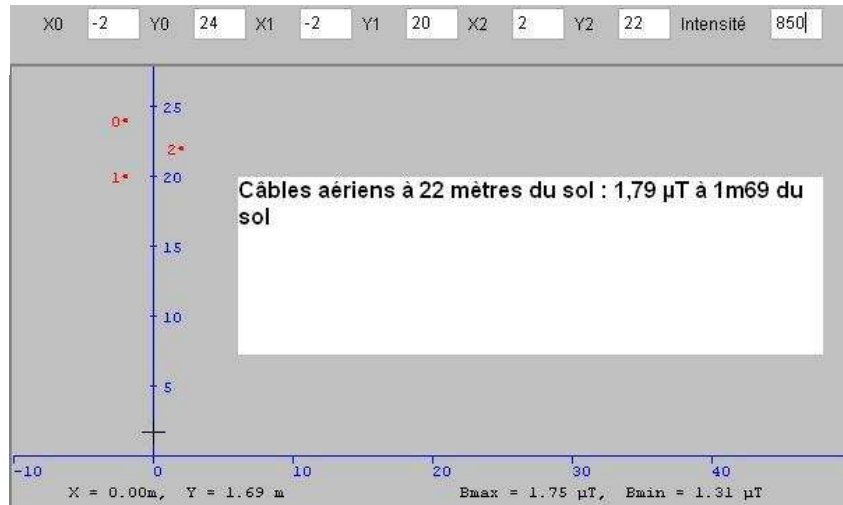 X0 -2 Y0 24 X1 -2 Y1 20 X2 2 Y2 22 Intensité 850
25
0
2
1
20
Câbles aériens à 22 mètres du sol : 1,79 µT à 1m69 du
sol
15
10
5
-10 0 10 20 30 40
X = 0.00m, Y = 1.69 m Bmax = 1.75 µT, Bmin = 1.31 µT